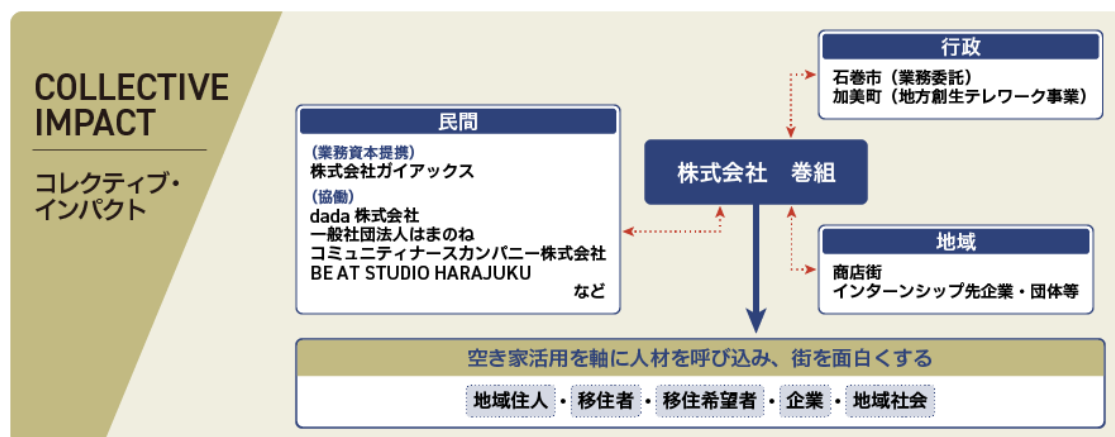 COLLECTIVE
IMPACT
コレクティブ・
インパクト
民間
(業務資本提携)
株式会社ガイアックス
(協働)
dada 株式会社
一般社団法人はまのね
コミュニティナースカンパニー株式会社
BE AT STUDIO HARAJUKU
など
株式会社　巻組
行政
石巻市（業務委託）
加美町（地方創生テレワーク事業）
地域
商店街
インターンシップ先企業・団体等
空き家活用を軸に人材を呼び込み、街を面白くする
地域住人・移住者・移住希望者・企業・地域社会